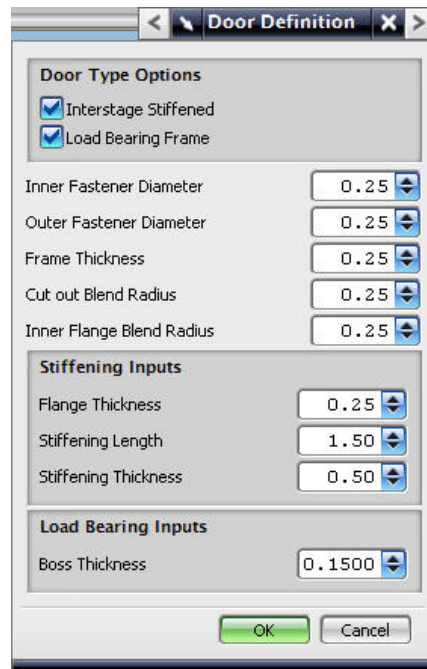 Door Definition
Door Type Options
Interstage Stiffened
Load Bearing Frame
Inner Fastener Diameter 0.25
Outer Fastener Diameter 0.25
Frame Thickness 0.25
Cut out Blend Radius 0.25
Inner Flange Blend Radius 0.25
Stiffening Inputs
Flange Thickness 0.25
Stiffening Length 1.50
Stiffening Thickness 0.50
Load Bearing Inputs
Boss Thickness 0.1500
OK Cancel